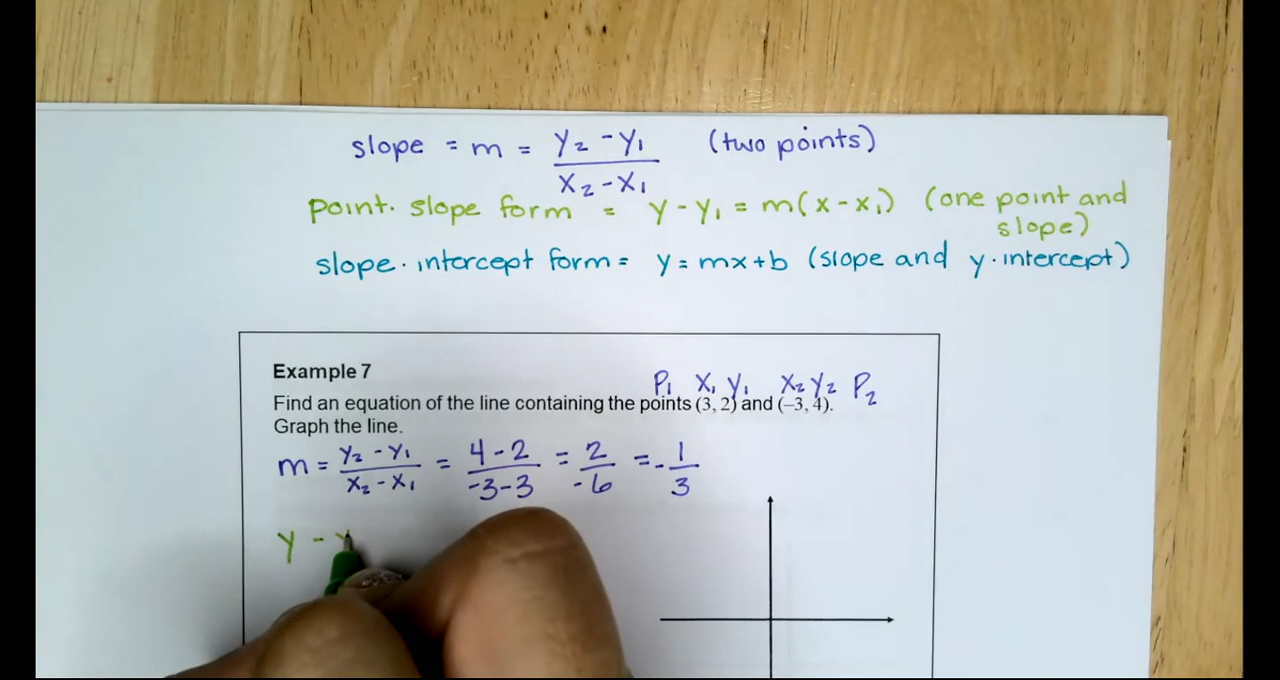 slope = m = y₂ - y₁ / x₂ - x₁ (two points)
point-slope form = y - y₁ = m(x - x₁) (one point and slope)
slope-intercept form = y = mx + b (slope and y-intercept)
Example 7
P₁ x₁ y₁ x₂ y₂ P₂
Find an equation of the line containing the points (3, 2) and (–3, 4).
Graph the line.
m = y₂ - y₁ / x₂ - x₁ = 4 - 2 / -3 - 3 = 2 / -6 = - 1 / 3
y -